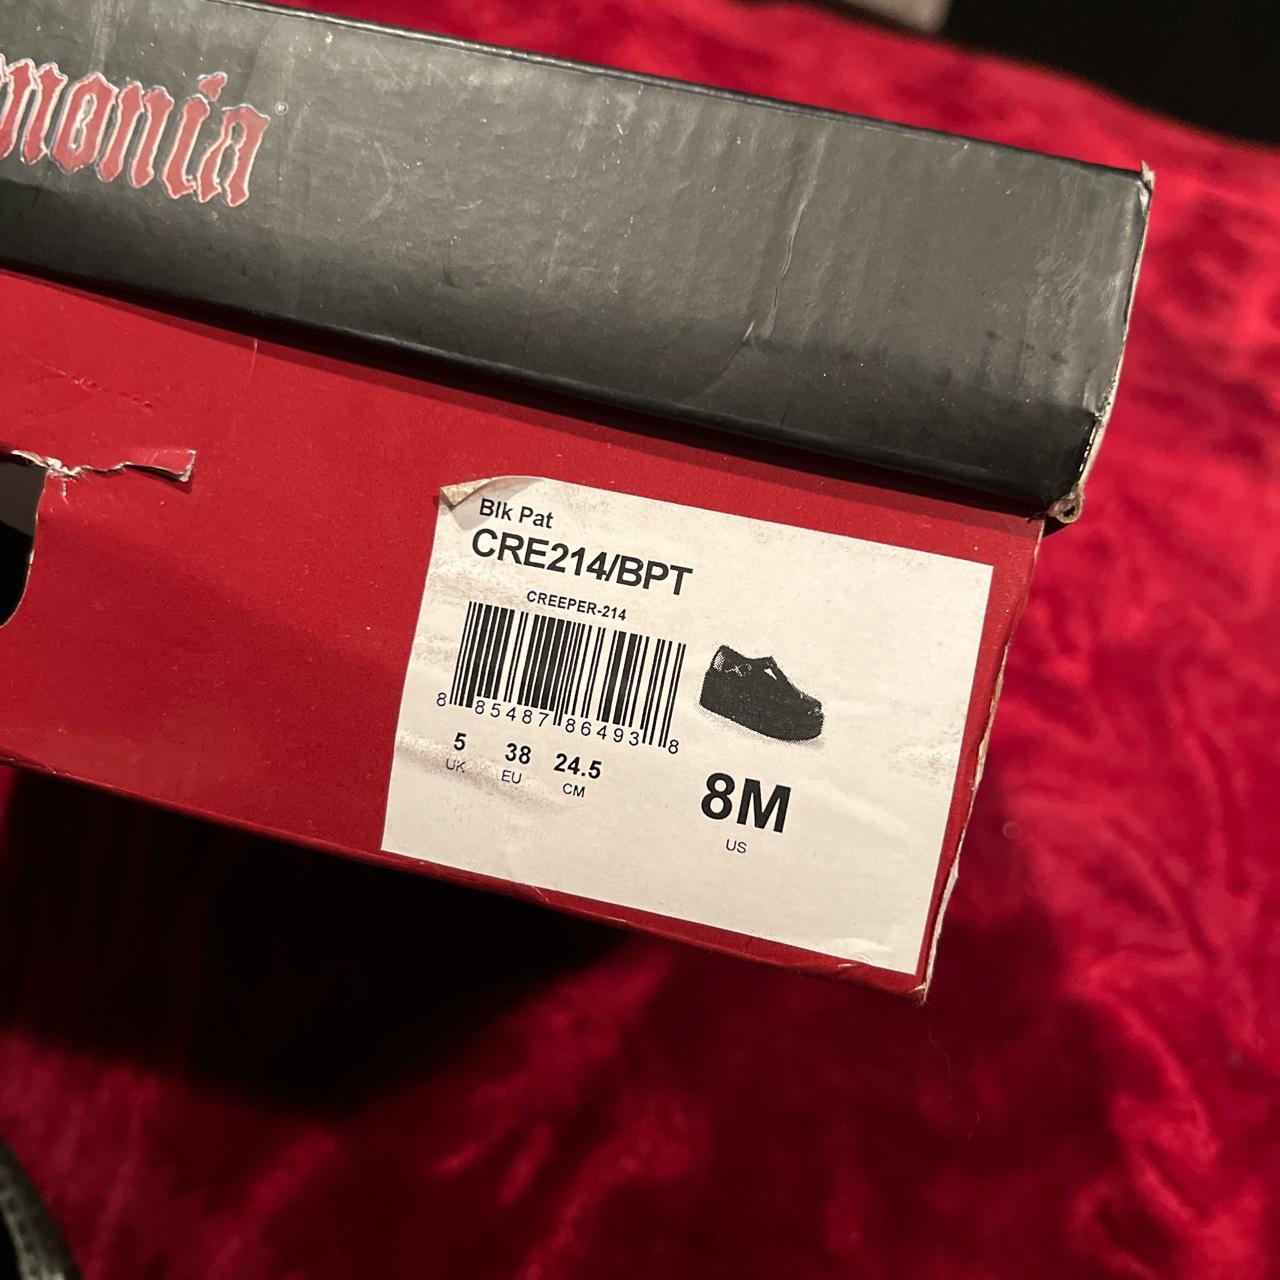 monia
Blk Pat
CRE214/BPT
CREEPER-214
8 85487 86493 8
5 38 24.5
UK EU CM
8M
US